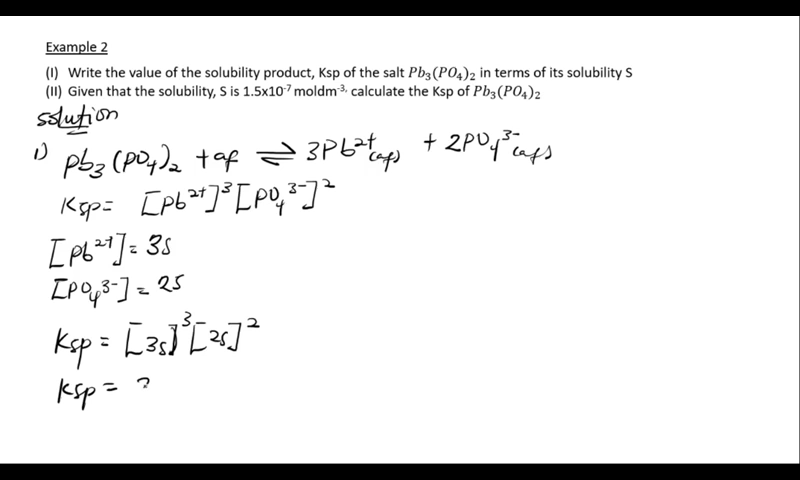 Example 2
(I) Write the value of the solubility product, Ksp of the salt Pb₃(PO₄)₂ in terms of its solubility S
(II) Given that the solubility, S is 1.5x10⁻⁷ moldm⁻³, calculate the Ksp of Pb₃(PO₄)₂
solution
1) Pb₃(PO₄)₂ + aq ⇌ 3Pb²⁺(aq) + 2PO₄³⁻(aq)
Ksp = [Pb²⁺]³[PO₄³⁻]²
[Pb²⁺] = 3s
[PO₄³⁻] = 2s
Ksp = [3s]³[2s]²
Ksp =